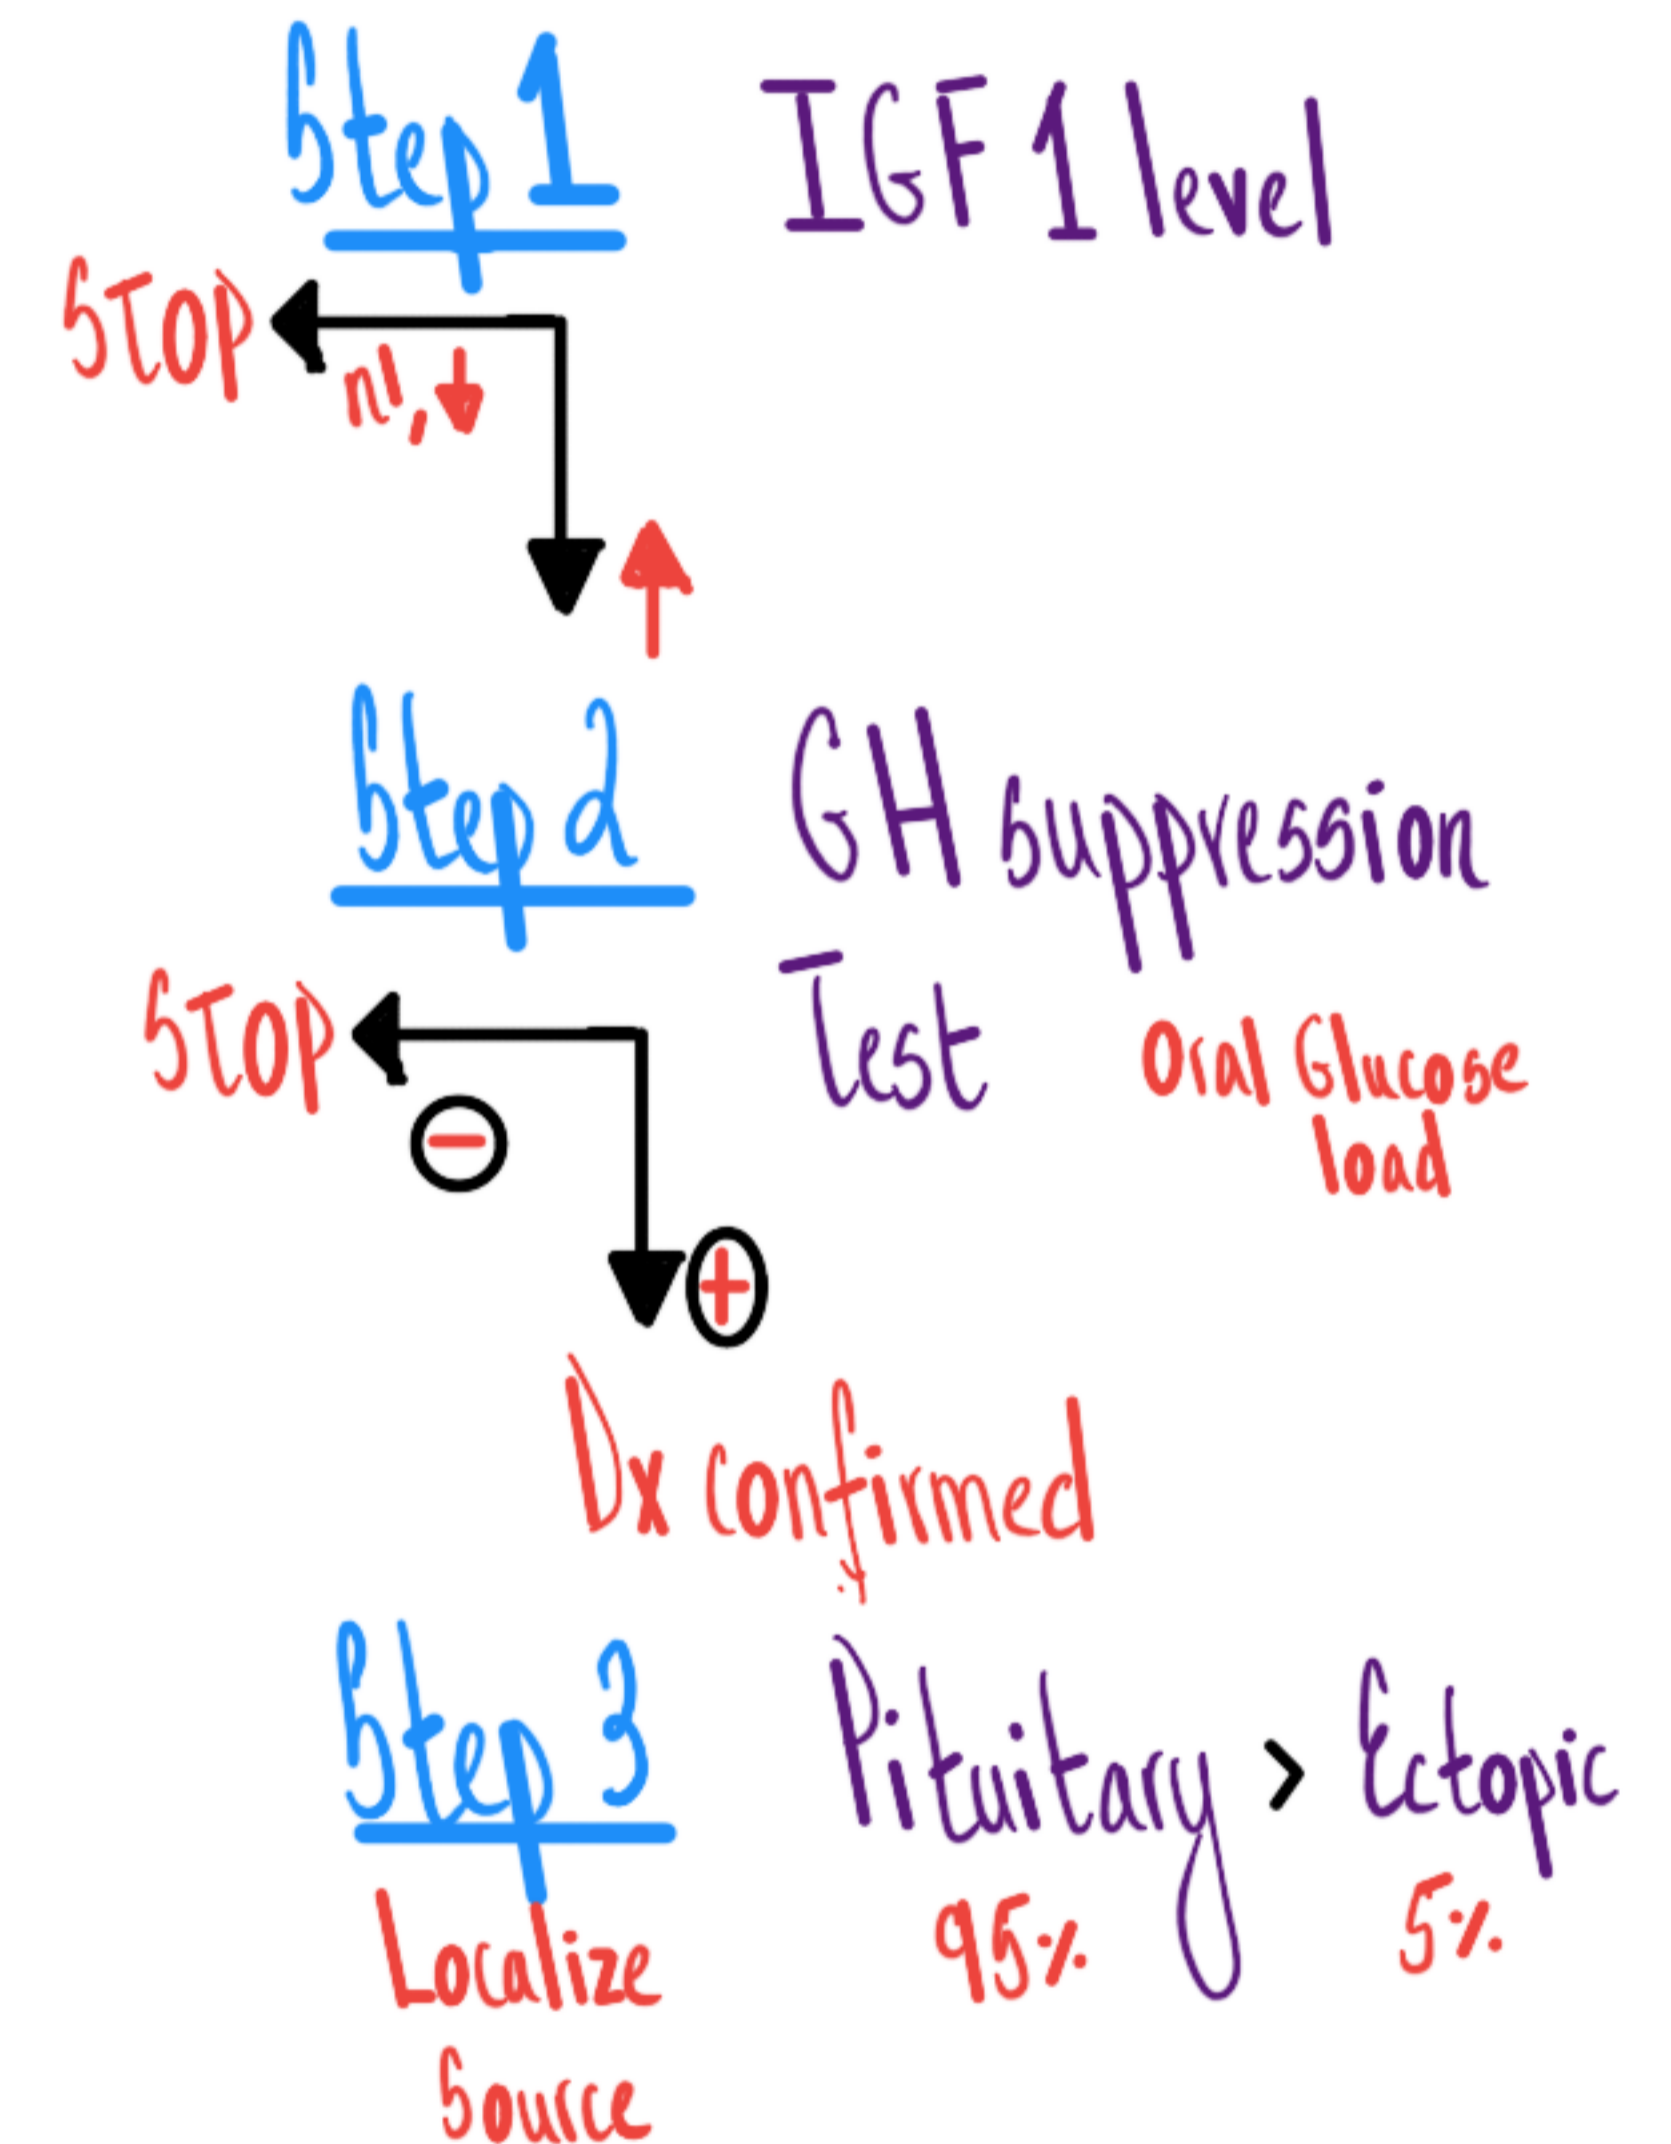 Step 1 IGF 1 level
STOP
nl, ↓
↑
Step 2 GH Suppression
Test
STOP
Oral Glucose
load
−
+
Dx confirmed
Step 3 Pituitary > Ectopic
95% 5%
Localize
Source